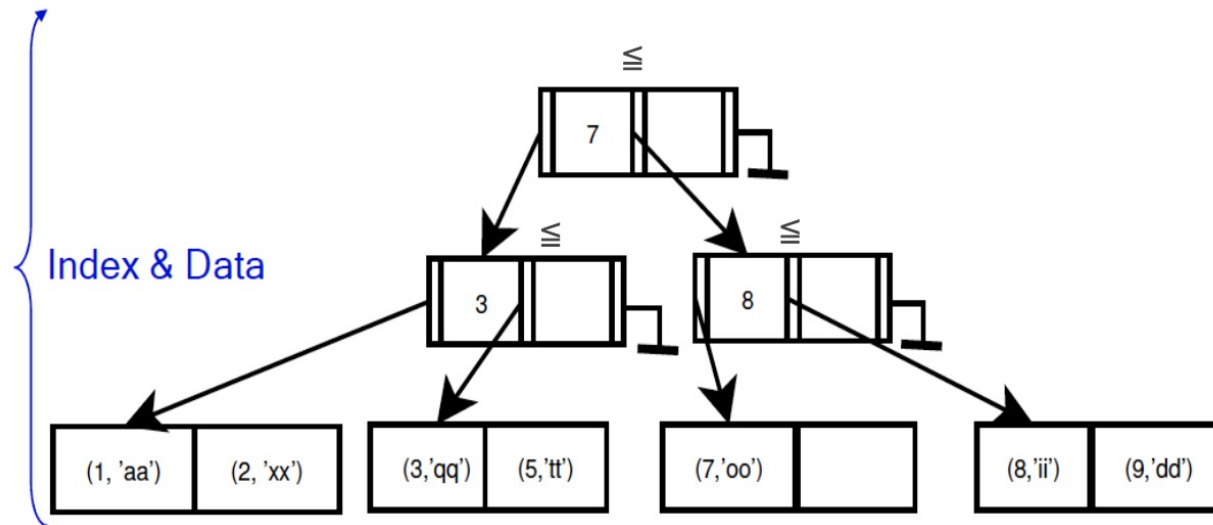 ≦
7
≦
≦
Index & Data
3
8
(1, 'aa')
(2, 'xx')
(3,'qq')
(5,'tt')
(7,'oo')
(8,'ii')
(9,'dd')